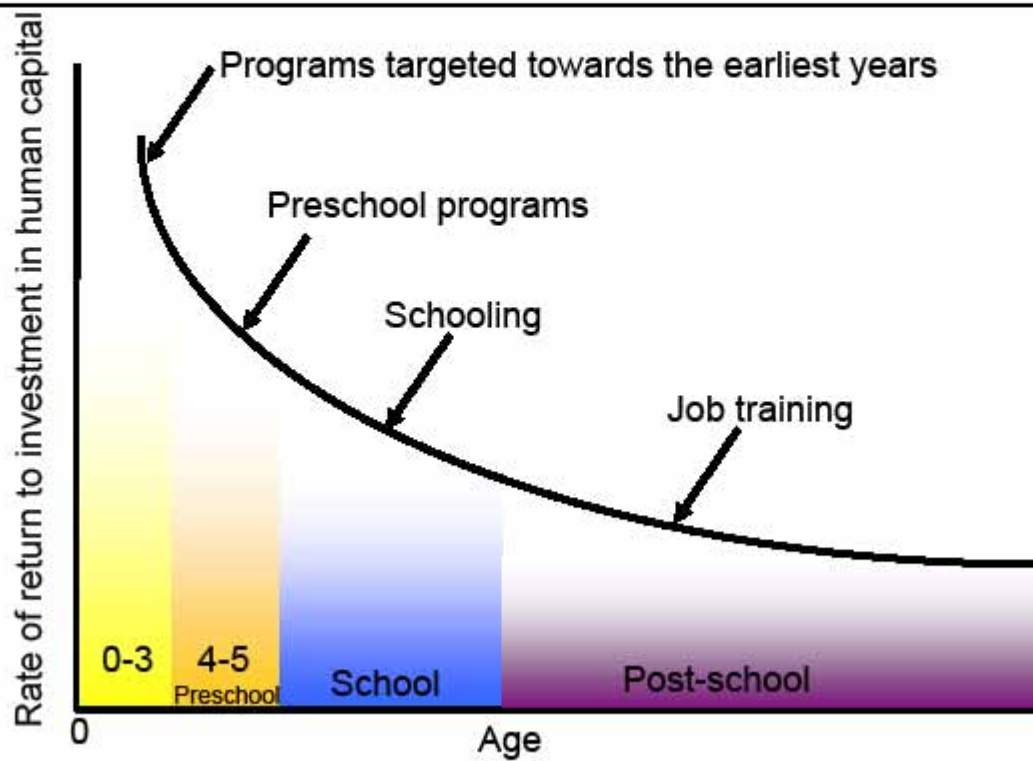 Rate of return to investment in human capital
Programs targeted towards the earliest years
Preschool programs
Schooling
Job training
0-3
4-5
Preschool
School
Post-school
0
Age